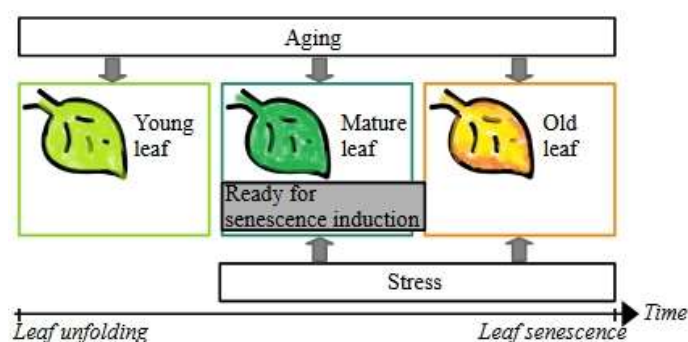 Aging
Young
leaf
Mature
leaf
Old
leaf
Ready for
senescence induction
Stress
Time
Leaf unfolding
Leaf senescence